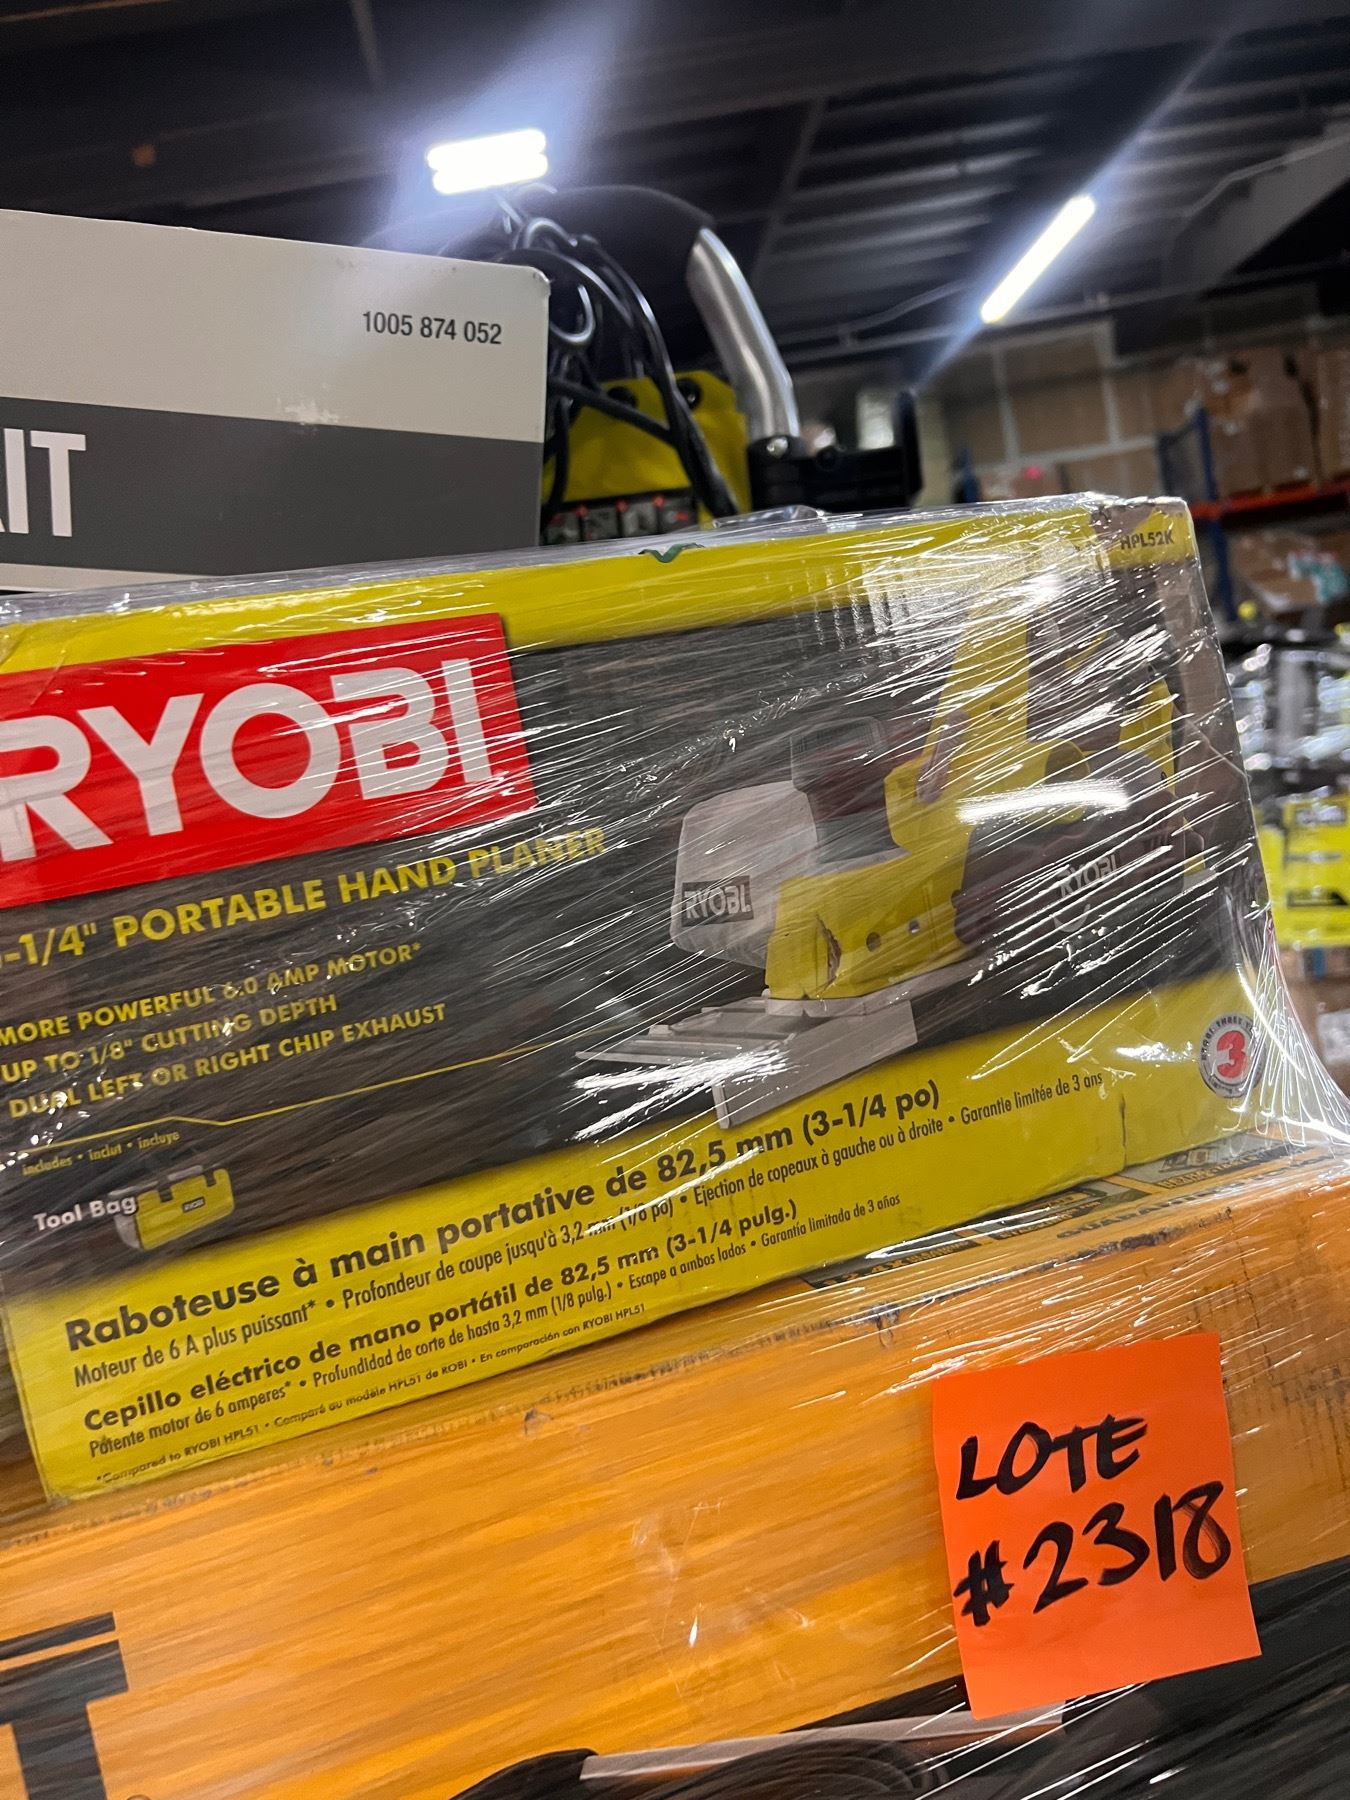 1005 874 052
IT
HPL52K
RYOBI
-1/4" PORTABLE HAND PLANER
MORE POWERFUL 6.0 AMP MOTOR*
UP TO 1/8" CUTTING DEPTH
DUAL LEFT OR RIGHT CHIP EXHAUST
RYOBI
RYOBI
3
includes • inclut • incluye
Tool Bag
Raboteuse à main portative de 82,5 mm (3-1/4 po)
Moteur de 6 A plus puissant* • Profondeur de coupe jusqu'à 3,2 mm (1/8 po) • Éjection de copeaux à gauche ou à droite • Garantie limitée de 3 ans
Cepillo eléctrico de mano portátil de 82,5 mm (3-1/4 pulg.)
Potente motor de 6 amperes* • Profundidad de corte de hasta 3,2 mm (1/8 pulg.) • Escape a ambos lados • Garantía limitada de 3 años
*Compared to RYOBI HPL51 • Comparé au modèle HPL51 de ROBI • En comparación con RYOBI HPL51
LOTE
#2318